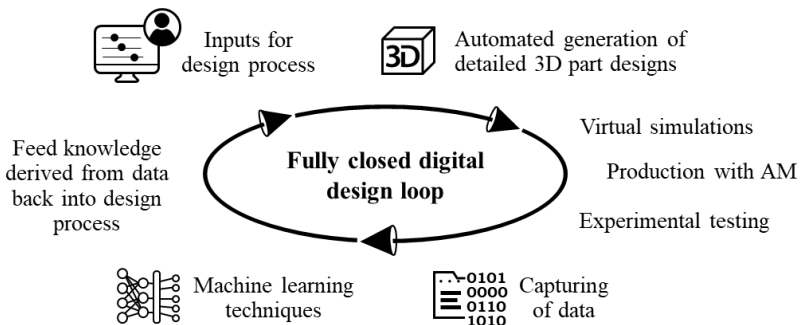 Inputs for
design process
3D
Automated generation of
detailed 3D part designs
Virtual simulations
Production with AM
Experimental testing
Fully closed digital
design loop
Feed knowledge
derived from data
back into design
process
Machine learning
techniques
0101
0000
0110
1010
Capturing
of data